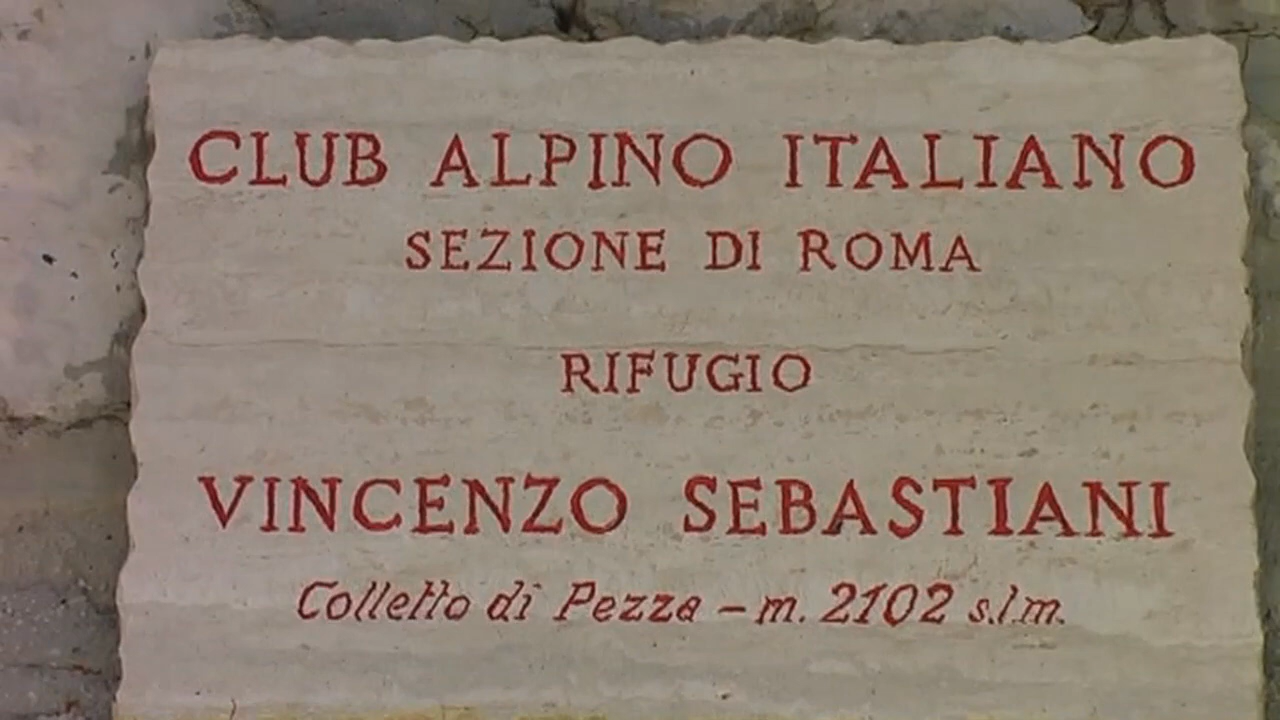 CLUB ALPINO ITALIANO
SEZIONE DI ROMA
RIFUGIO
VINCENZO SEBASTIANI
Colletto di Pezza – m. 2102 s.l.m.